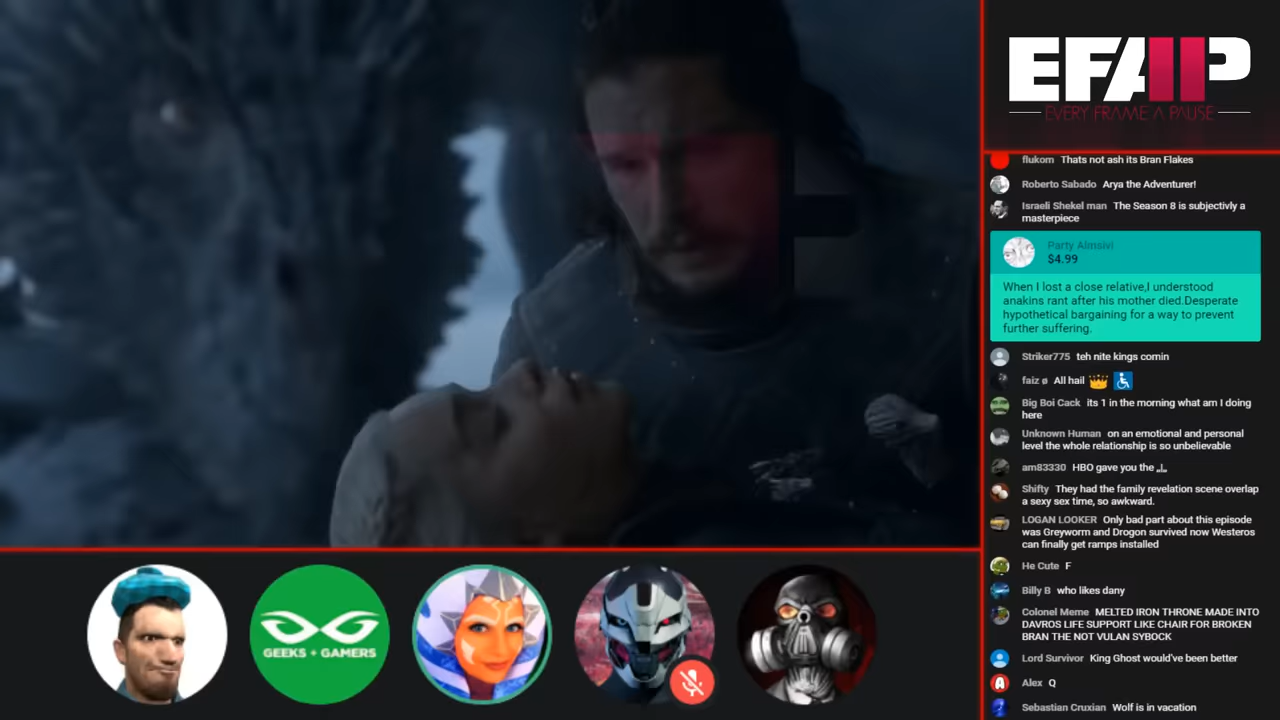 EFAP
EVERY FRAME A PAUSE
flukom Thats not ash its Bran Flakes
Roberto Sabado Arya the Adventurer!
Israeli Shekel man The Season 8 is subjectivly a
masterpiece
Party Almsivi
$4.99
When I lost a close relative,I understood
anakins rant after his mother died.Desperate
hypothetical bargaining for a way to prevent
further suffering.
Striker775 teh nite kings comin
faiz ø All hail
Big Boi Cack its 1 in the morning what am I doing
here
Unknown Human on an emotional and personal
level the whole relationship is so unbelievable
am83330 HBO gave you the
Shifty They had the family revelation scene overlap
a sexy sex time, so awkward.
LOGAN LOOKER Only bad part about this episode
was Greyworm and Drogon survived now Westeros
can finally get ramps installed
He Cute F
Billy B who likes dany
Colonel Meme MELTED IRON THRONE MADE INTO
DAVROS LIFE SUPPORT LIKE CHAIR FOR BROKEN
BRAN THE NOT VULAN SYBOCK
Lord Survivor King Ghost would've been better
A
Alex Q
Sebastian Cruxian Wolf is in vacation
GEEKS + GAMERS